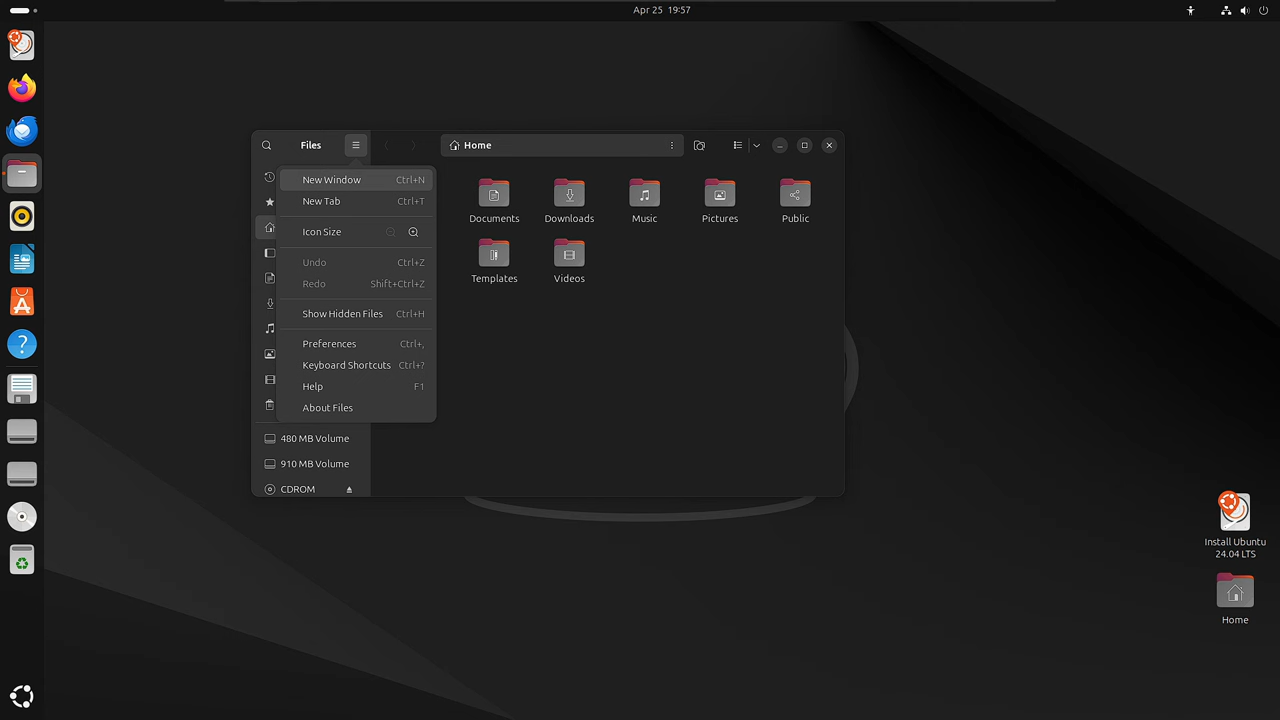 Apr 25 19:57
Files
Home
New Window Ctrl+N
New Tab Ctrl+T
Icon Size
Undo Ctrl+Z
Redo Shift+Ctrl+Z
Show Hidden Files Ctrl+H
Preferences Ctrl+,
Keyboard Shortcuts Ctrl+?
Help F1
About Files
480 MB Volume
910 MB Volume
CDROM
Documents
Downloads
Music
Pictures
Public
Templates
Videos
Install Ubuntu
24.04 LTS
Home